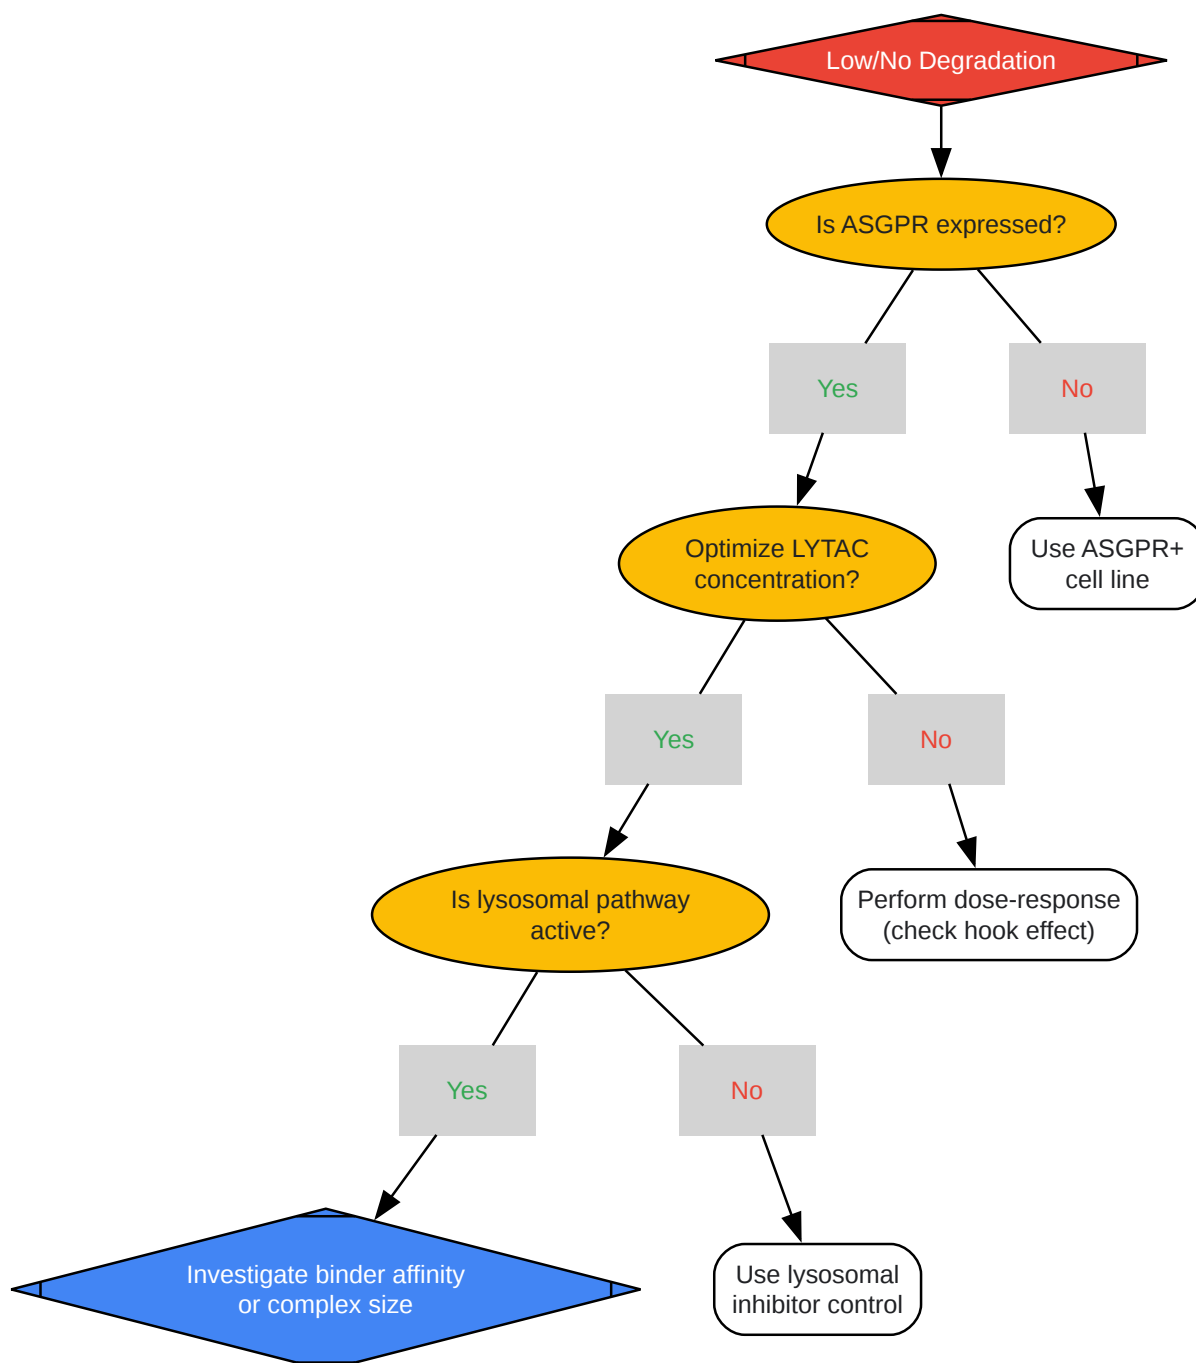 Low/No Degradation
Is ASGPR expressed?
Yes
No
Optimize LYTAC
concentration?
Use ASGPR+
cell line
Yes
No
Is lysosomal pathway
active?
Perform dose-response
(check hook effect)
Yes
No
Investigate binder affinity
or complex size
Use lysosomal
inhibitor control